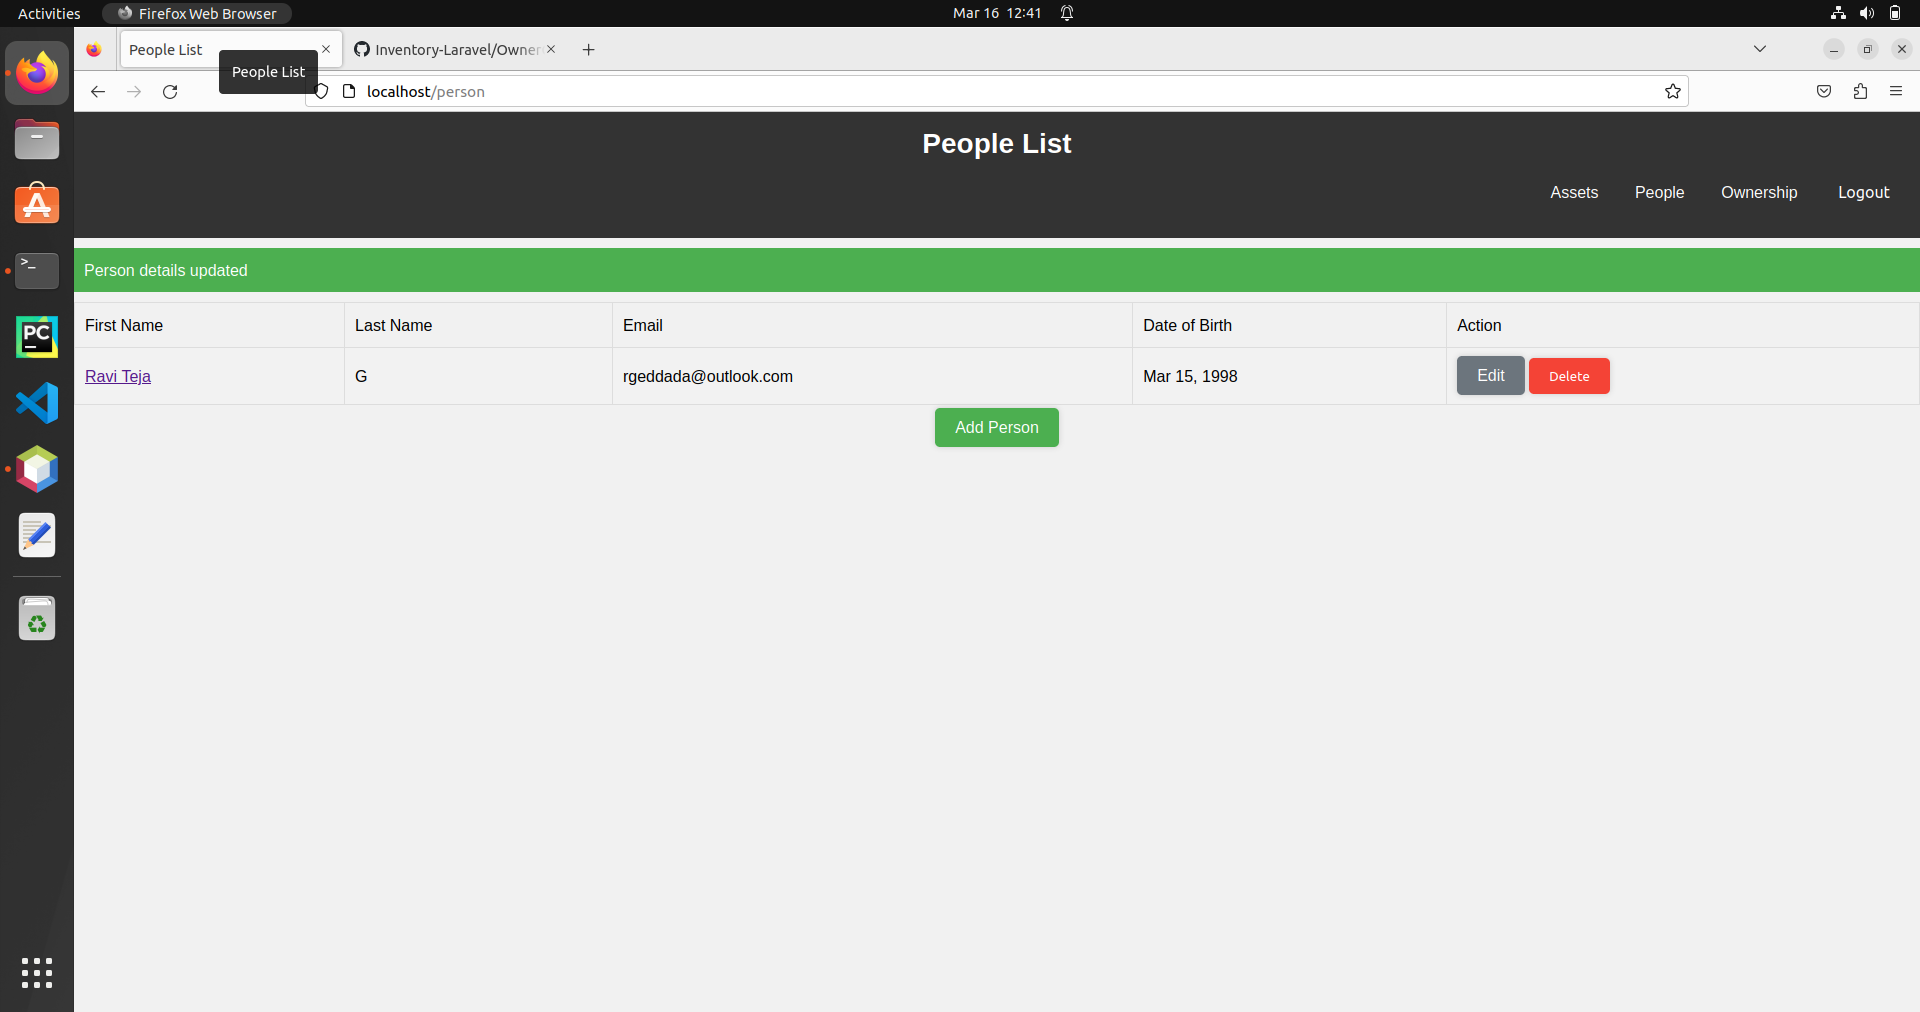 Activities Firefox Web Browser Mar 16 12:41
People List Inventory-Laravel/Owner
People List
localhost/person
People List
Assets People Ownership Logout
Person details updated
First Name Last Name Email Date of Birth Action
Ravi Teja G rgeddada@outlook.com Mar 15, 1998 Edit Delete
Add Person
>_
PC